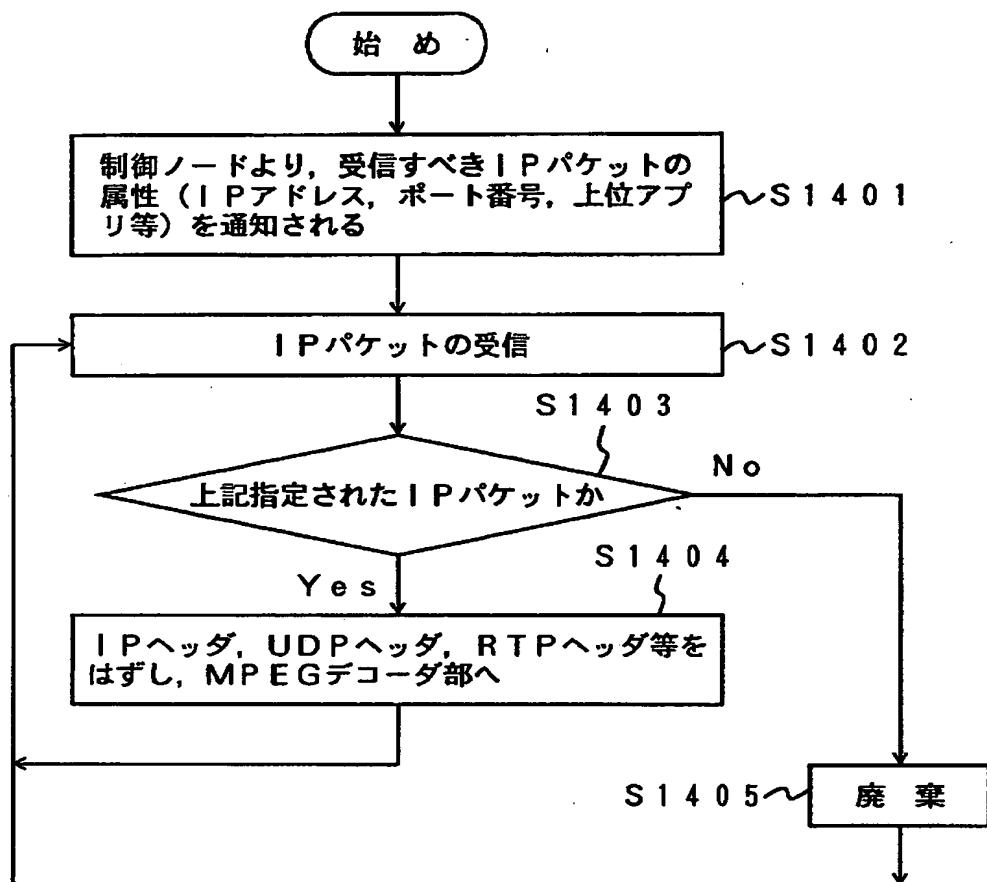 始 め
制御ノードより，受信すべきＩＰパケットの
属性（ＩＰアドレス，ポート番号，上位アプ
リ等）を通知される
Ｓ１４０１
ＩＰパケットの受信
Ｓ１４０２
Ｓ１４０３
上記指定されたＩＰパケットか
Ｎｏ
Ｓ１４０４
Ｙｅｓ
ＩＰヘッダ，ＵＤＰヘッダ，ＲＴＰヘッダ等を
はずし，ＭＰＥＧデコーダ部へ
Ｓ１４０５
廃 棄